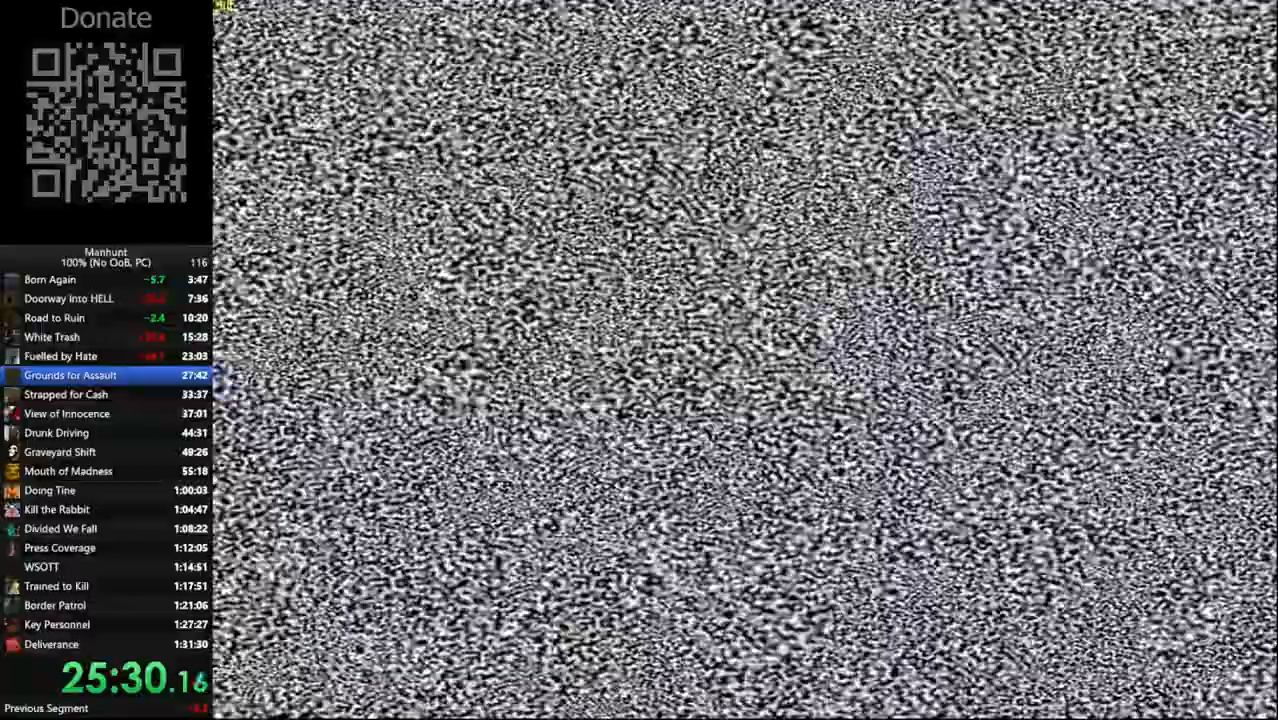 Donate
Manhunt
100% (No OoB, PC) 116
Born Again -5.7 3:47
Doorway into HELL 7:36
Road to Ruin -2.4 10:20
White Trash 15:28
Fuelled by Hate 23:03
Grounds for Assault 27:42
Strapped for Cash 33:37
View of Innocence 37:01
Drunk Driving 44:31
Graveyard Shift 49:26
Mouth of Madness 55:18
Doing Time 1:00:03
Kill the Rabbit 1:04:47
Divided We Fall 1:08:22
Press Coverage 1:12:05
WSOTT 1:14:51
Trained to Kill 1:17:51
Border Patrol 1:21:06
Key Personnel 1:27:27
Deliverance 1:31:30
25:30.16
Previous Segment